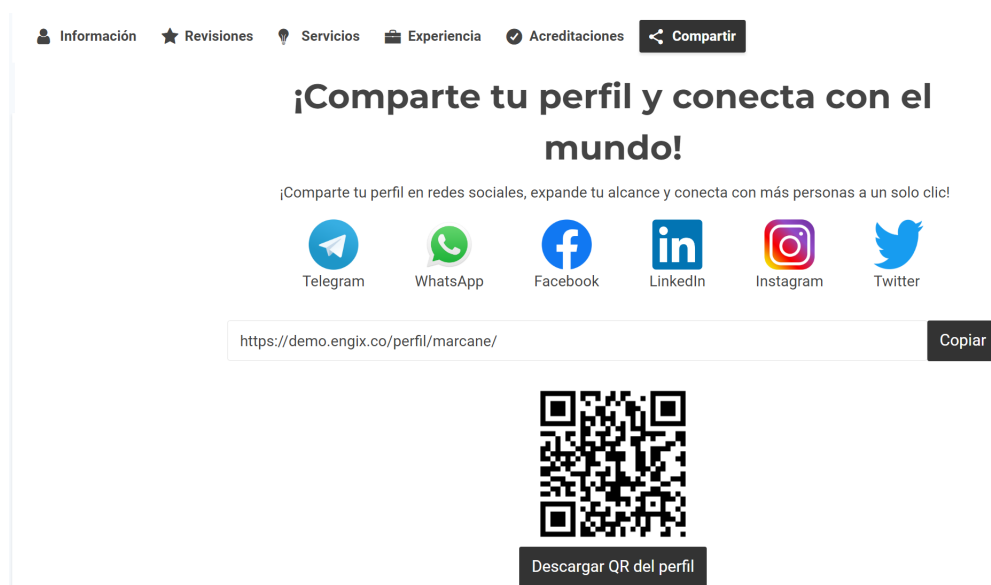 Información Revisiones Servicios Experiencia Acreditaciones Compartir
¡Comparte tu perfil y conecta con el
mundo!
¡Comparte tu perfil en redes sociales, expande tu alcance y conecta con más personas a un solo clic!
in
Telegram WhatsApp Facebook LinkedIn Instagram Twitter
https://demo.engix.co/perfil/marcane/ Copiar
Descargar QR del perfil